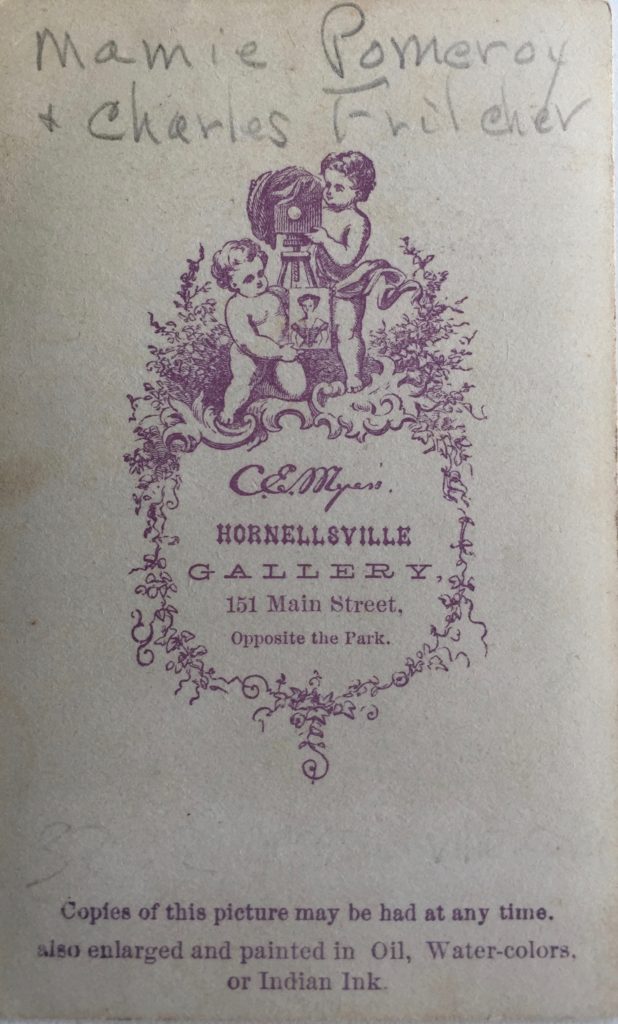 Mamie Pomeroy
+ Charles Fritcher
C.E. Myers.
HORNELLSVILLE
GALLERY,
151 Main Street,
Opposite the Park.
Copies of this picture may be had at any time.
also enlarged and painted in Oil, Water-colors.
or Indian Ink.